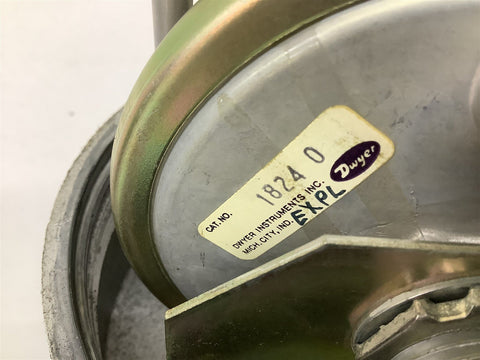 CAT. NO. 1824 0
Dwyer
DWYER INSTRUMENTS INC.
MICH. CITY, IND.
EXPL